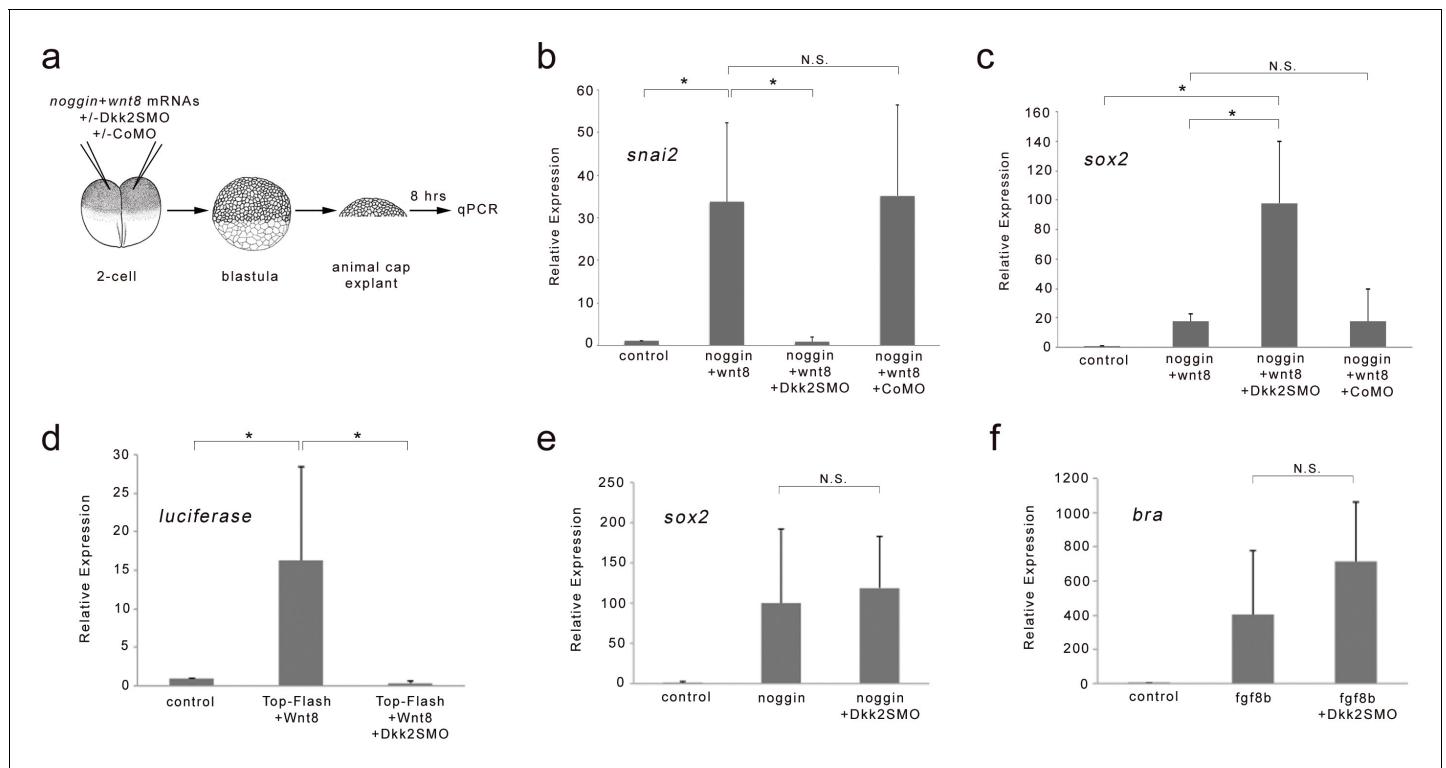 a
noggin+wnt8 mRNAs
+/-Dkk2SMO
+/-CoMO
8 hrs
qPCR
2-cell
blastula
animal cap
explant
b
N.S.
*
*
60
50
40
30
20
10
0
Relative Expression
snai2
control
noggin
+wnt8
noggin
+wnt8
+Dkk2SMO
noggin
+wnt8
+CoMO
c
N.S.
*
*
160
140
120
100
80
60
40
20
0
Relative Expression
sox2
control
noggin
+wnt8
noggin
+wnt8
+Dkk2SMO
noggin
+wnt8
+CoMO
d
*
*
30
25
20
15
10
5
0
Relative Expression
luciferase
control
Top-Flash
+Wnt8
Top-Flash
+Wnt8
+Dkk2SMO
e
N.S.
250
200
150
100
50
0
Relative Expression
sox2
control
noggin
noggin
+Dkk2SMO
f
N.S.
1200
1000
800
600
400
200
0
Relative Expression
bra
control
fgf8b
fgf8b
+Dkk2SMO